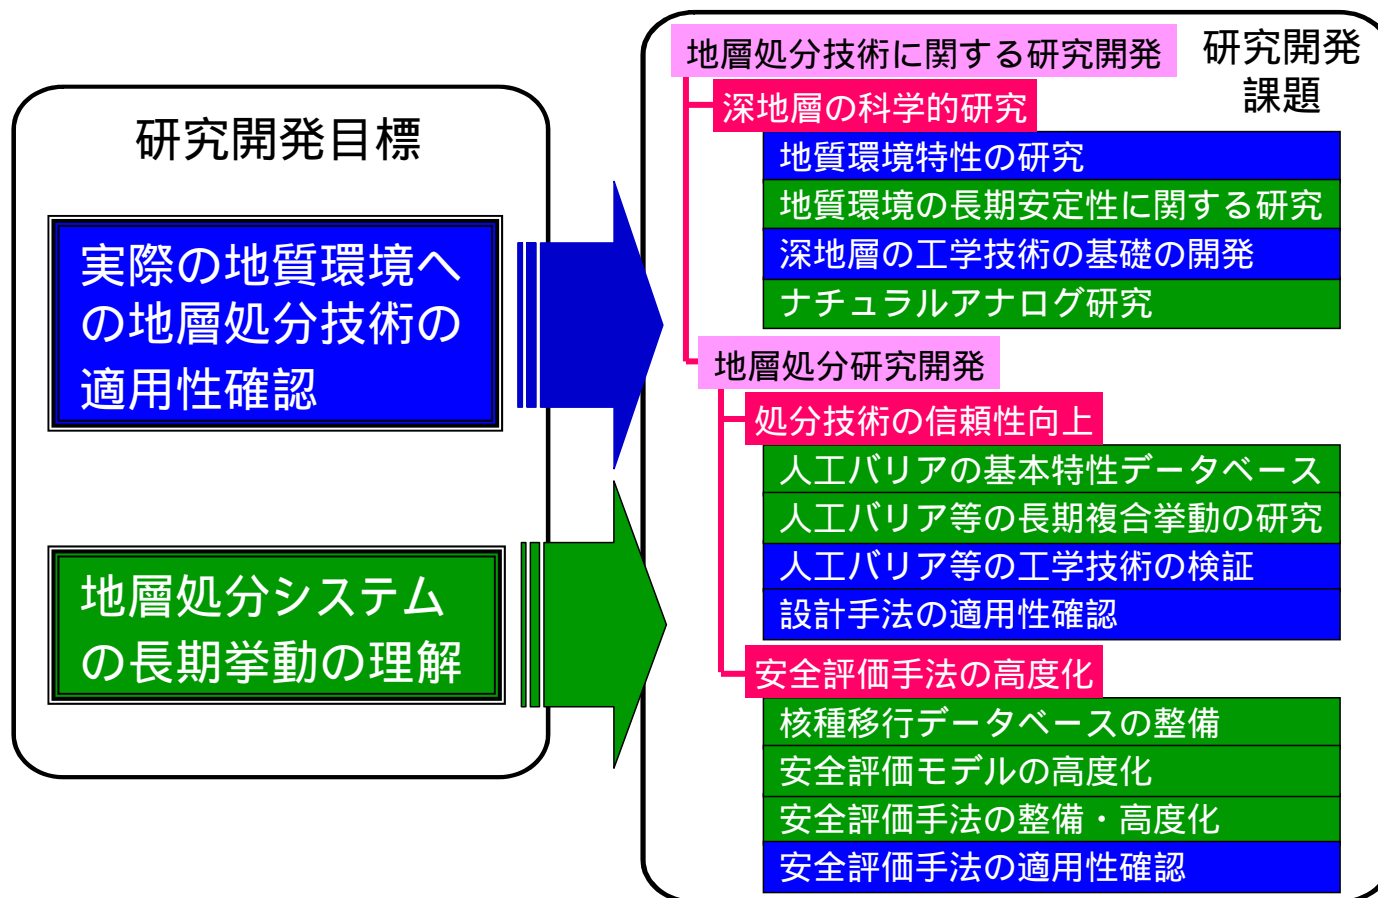 研究開発目標
実際の地質環境へ
の地層処分技術の
適用性確認
地層処分システム
の長期挙動の理解
研究開発
課題
地層処分技術に関する研究開発
深地層の科学的研究
地質環境特性の研究
地質環境の長期安定性に関する研究
深地層の工学技術の基礎の開発
ナチュラルアナログ研究
地層処分研究開発
処分技術の信頼性向上
人工バリアの基本特性データベース
人工バリア等の長期複合挙動の研究
人工バリア等の工学技術の検証
設計手法の適用性確認
安全評価手法の高度化
核種移行データベースの整備
安全評価モデルの高度化
安全評価手法の整備・高度化
安全評価手法の適用性確認